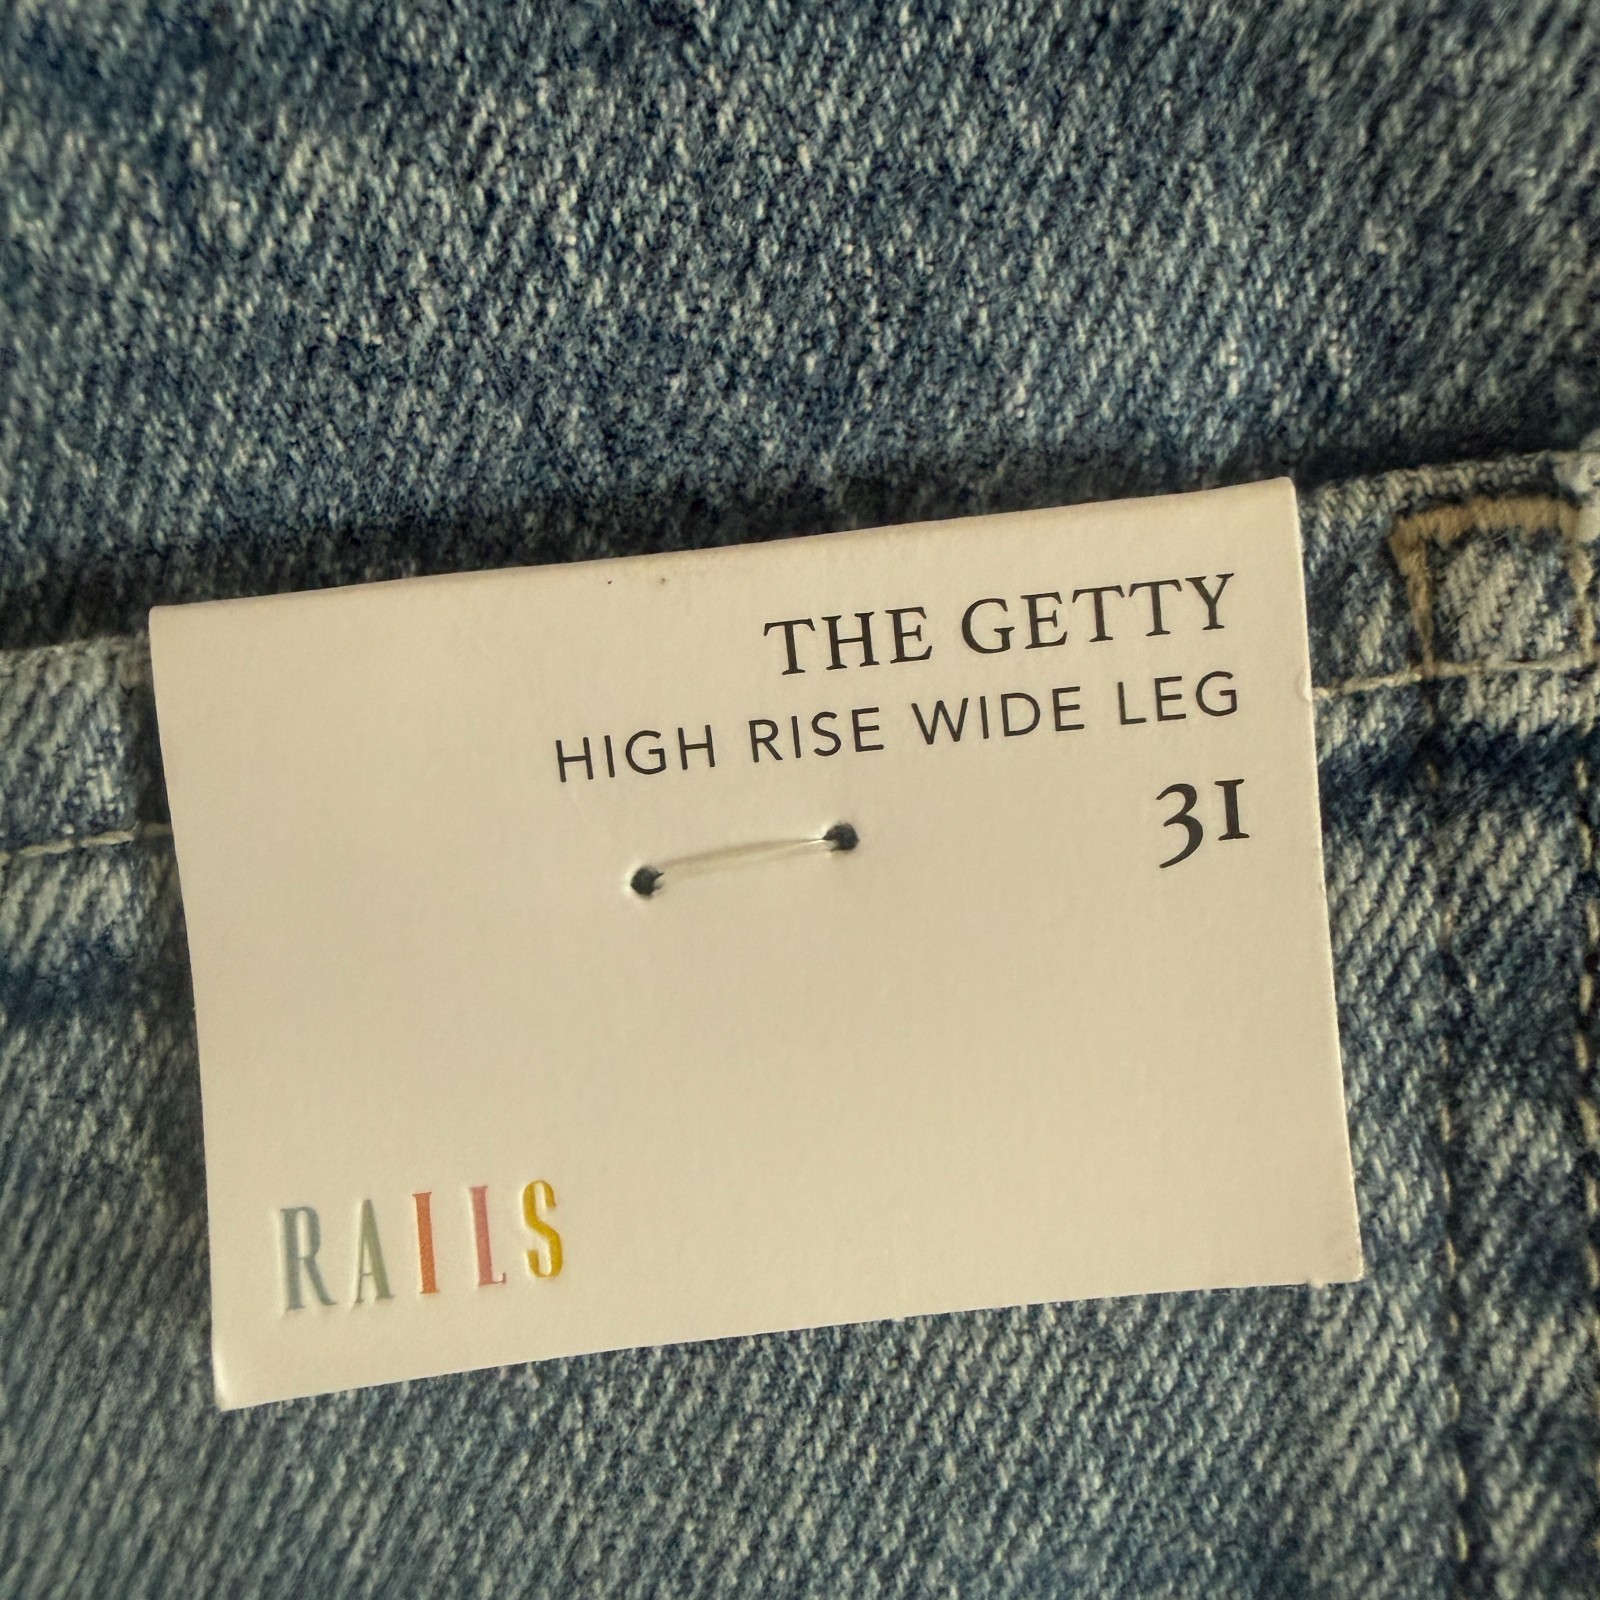 THE GETTY
HIGH RISE WIDE LEG
31
RAILS